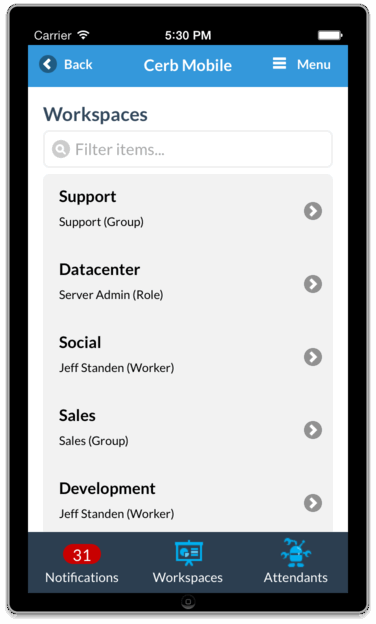 Carrier 5:30 PM
Back Cerb Mobile Menu
Workspaces
Filter items...
Support
Support (Group)
Datacenter
Server Admin (Role)
Social
Jeff Standen (Worker)
Sales
Sales (Group)
Development
Jeff Standen (Worker)
31
Notifications Workspaces Attendants